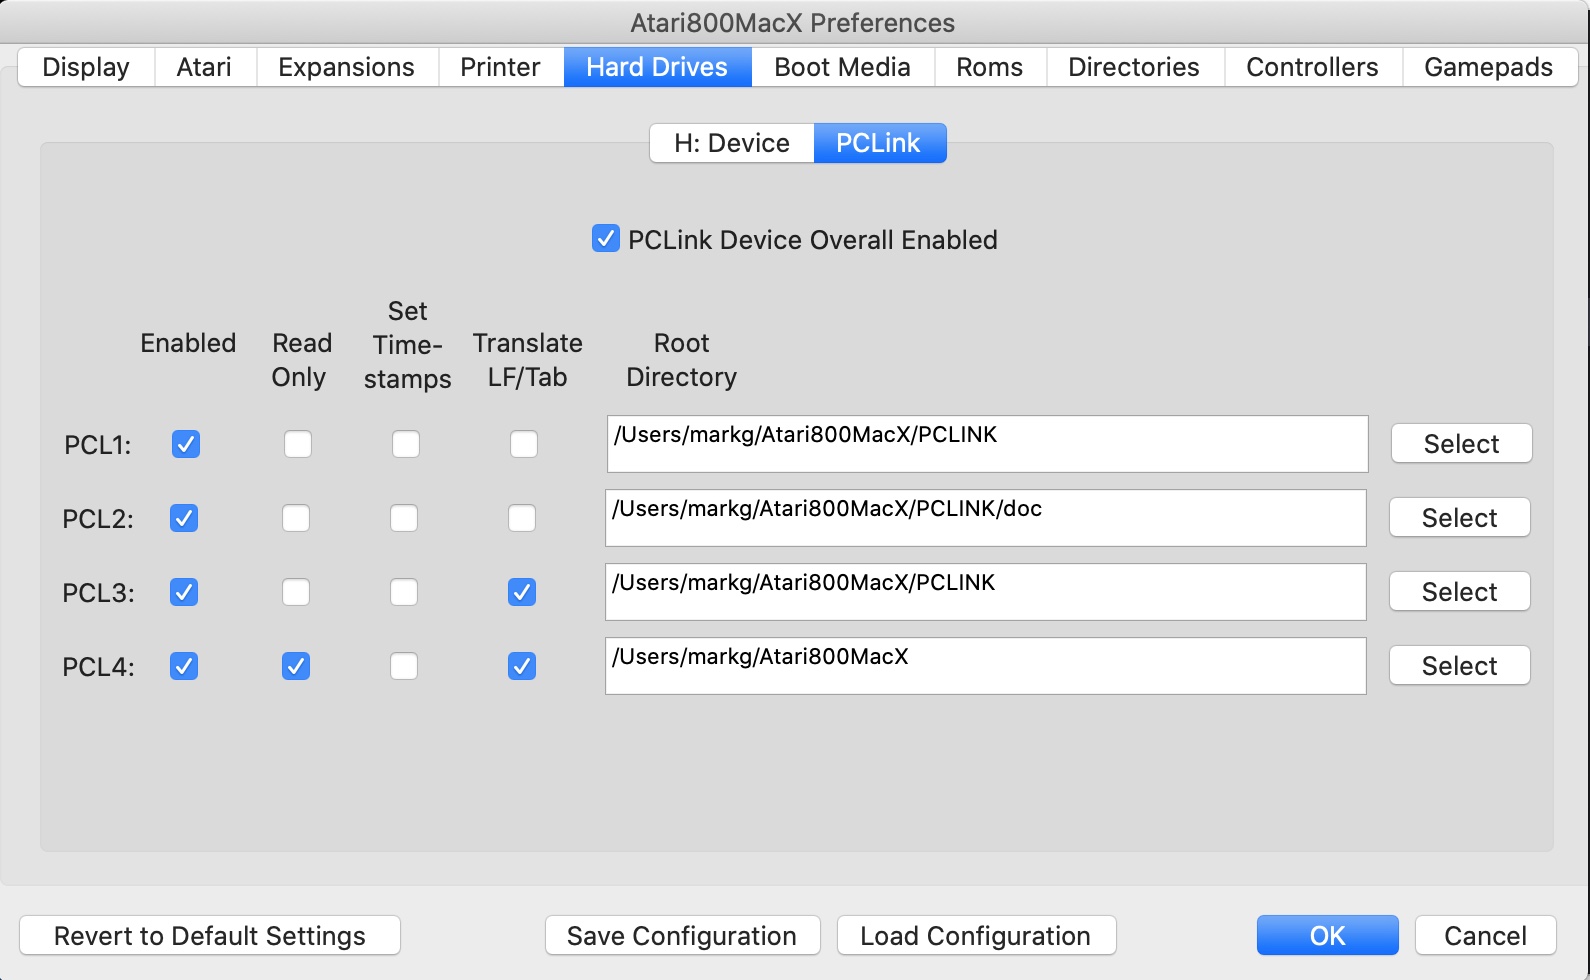 Atari800MacX Preferences
Display Atari Expansions Printer Hard Drives Boot Media Roms Directories Controllers Gamepads
H: Device PCLink
PCLink Device Overall Enabled
Enabled
Read
Only
Set
Time-
stamps
Translate
LF/Tab
Root
Directory
PCL1: /Users/markg/Atari800MacX/PCLINK Select
PCL2: /Users/markg/Atari800MacX/PCLINK/doc Select
PCL3: /Users/markg/Atari800MacX/PCLINK Select
PCL4: /Users/markg/Atari800MacX Select
Revert to Default Settings Save Configuration Load Configuration OK Cancel